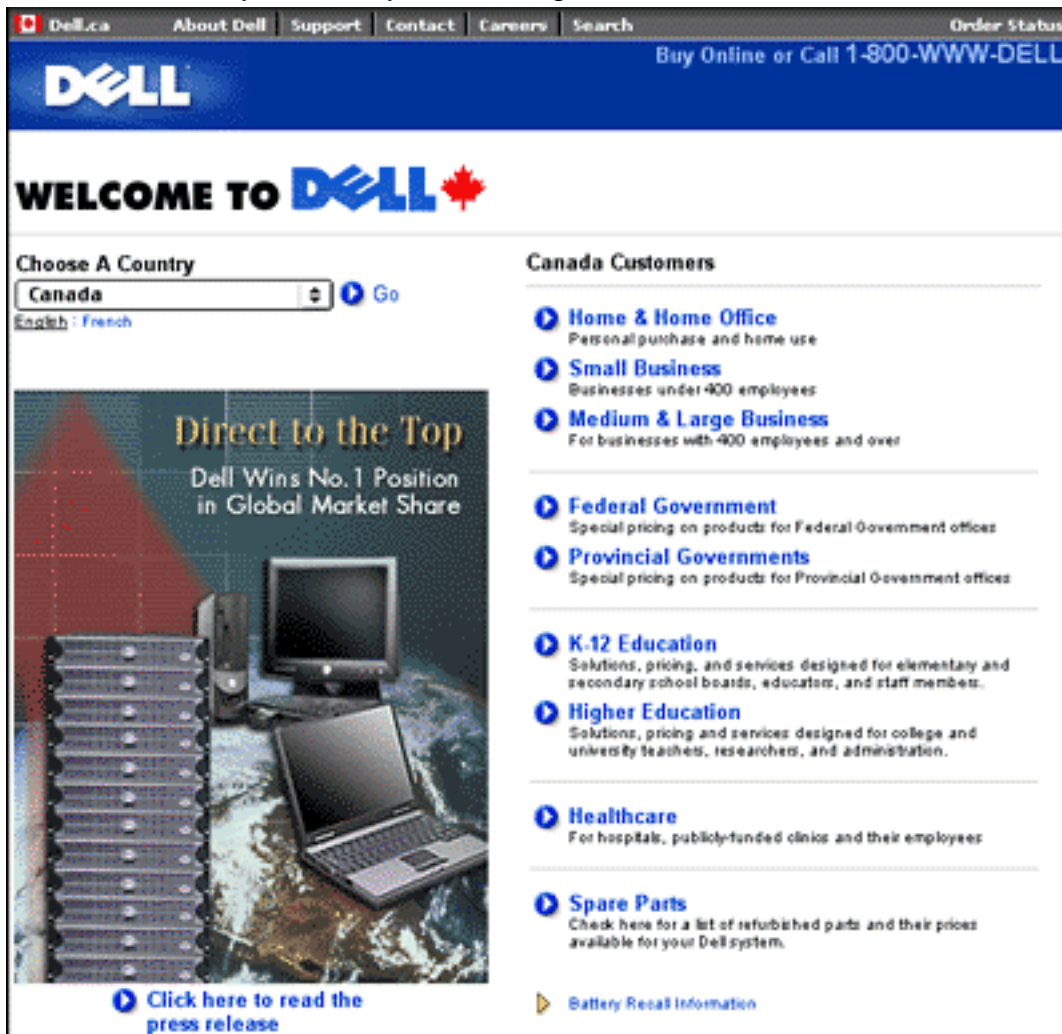 Dell.ca About Dell Support Contact Careers Search Order Status
Buy Online or Call 1-800-WWW-DELL
DELL
WELCOME TO DELL
Choose A Country
Canada Go
English : French
Direct to the Top
Dell Wins No. 1 Position
in Global Market Share
Click here to read the
press release
Canada Customers
Home & Home Office
Personal purchase and home use
Small Business
Businesses under 400 employees
Medium & Large Business
For businesses with 400 employees and over
Federal Government
Special pricing on products for Federal Government offices
Provincial Governments
Special pricing on products for Provincial Government offices
K-12 Education
Solutions, pricing, and services designed for elementary and
secondary school boards, educators, and staff members.
Higher Education
Solutions, pricing and services designed for college and
university teachers, researchers, and administration.
Healthcare
For hospitals, publicly-funded clinics and their employees
Spare Parts
Check here for a list of refurbished parts and their prices
available for your Dell system.
Battery Recall Information